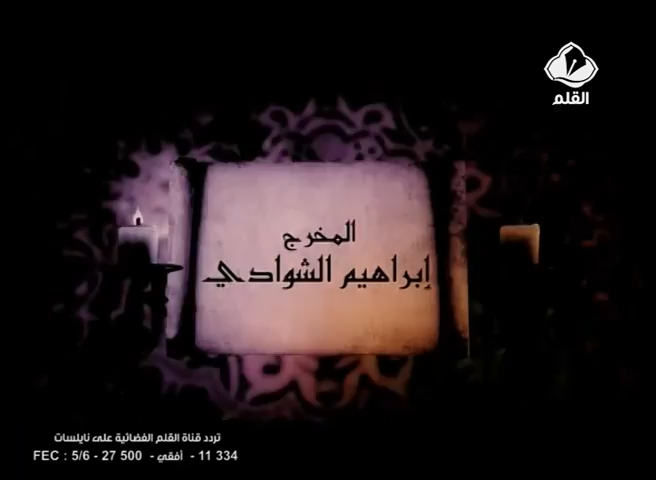 القلم
المخرج
إبراهيم الشوادي
تردد قناة القلم الفضائية على نايلسات
11 334 - أفقي - 27 500 - FEC : 5/6